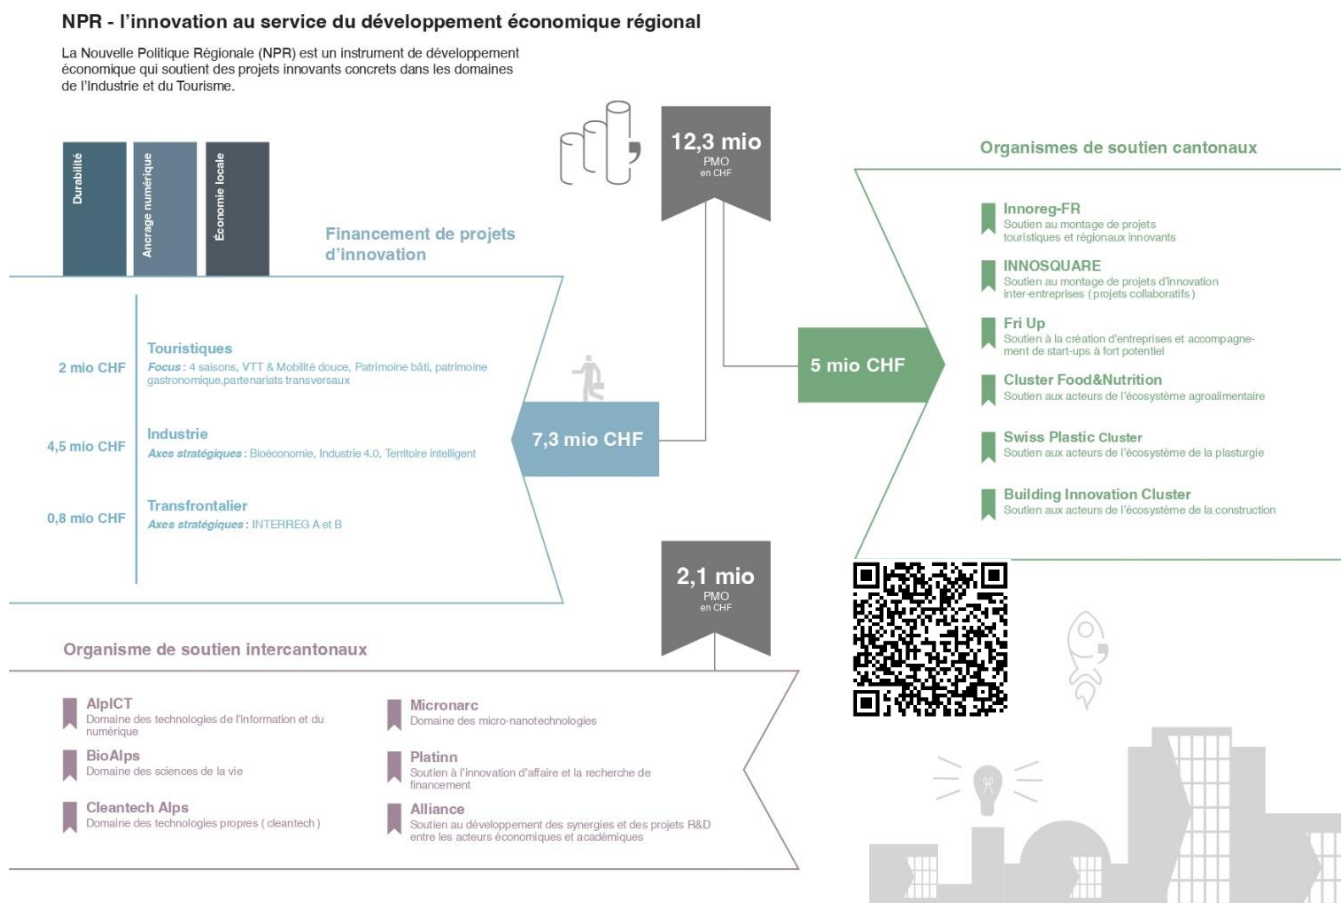 NPR - l'innovation au service du développement économique régional
La Nouvelle Politique Régionale (NPR) est un instrument de développement
économique qui soutient des projets innovants concrets dans les domaines
de l'Industrie et du Tourisme.
Durabilité
Ancrage numérique
Économie locale
Financement de projets
d'innovation
2 mio CHF
Touristiques
Focus : 4 saisons, VTT & Mobilité douce, Patrimoine bâti, patrimoine
gastronomique,partenariats transversaux
4,5 mio CHF
Industrie
Axes stratégiques : Bioéconomie, Industrie 4.0, Territoire intelligent
0,8 mio CHF
Transfrontalier
Axes stratégiques : INTERREG A et B
7,3 mio CHF
12,3 mio
PMO
en CHF
5 mio CHF
Organismes de soutien cantonaux
Innoreg-FR
Soutien au montage de projets
touristiques et régionaux innovants
INNOSQUARE
Soutien au montage de projets d'innovation
inter-entreprises ( projets collaboratifs )
Fri Up
Soutien à la création d'entreprises et accompagne-
ment de start-ups à fort potentiel
Cluster Food&Nutrition
Soutien aux acteurs de l'écosystème agroalimentaire
Swiss Plastic Cluster
Soutien aux acteurs de l'écosystème de la plasturgie
Building Innovation Cluster
Soutien aux acteurs de l'écosystème de la construction
2,1 mio
PMO
en CHF
Organisme de soutien intercantonaux
AlpICT
Domaine des technologies de l'information et du
numérique
BioAlps
Domaine des sciences de la vie
Cleantech Alps
Domaine des technologies propres ( cleantech )
Micronarc
Domaine des micro-nanotechnologies
Platinn
Soutien à l'innovation d'affaire et la recherche de
financement
Alliance
Soutien au développement des synergies et des projets R&D
entre les acteurs économiques et académiques